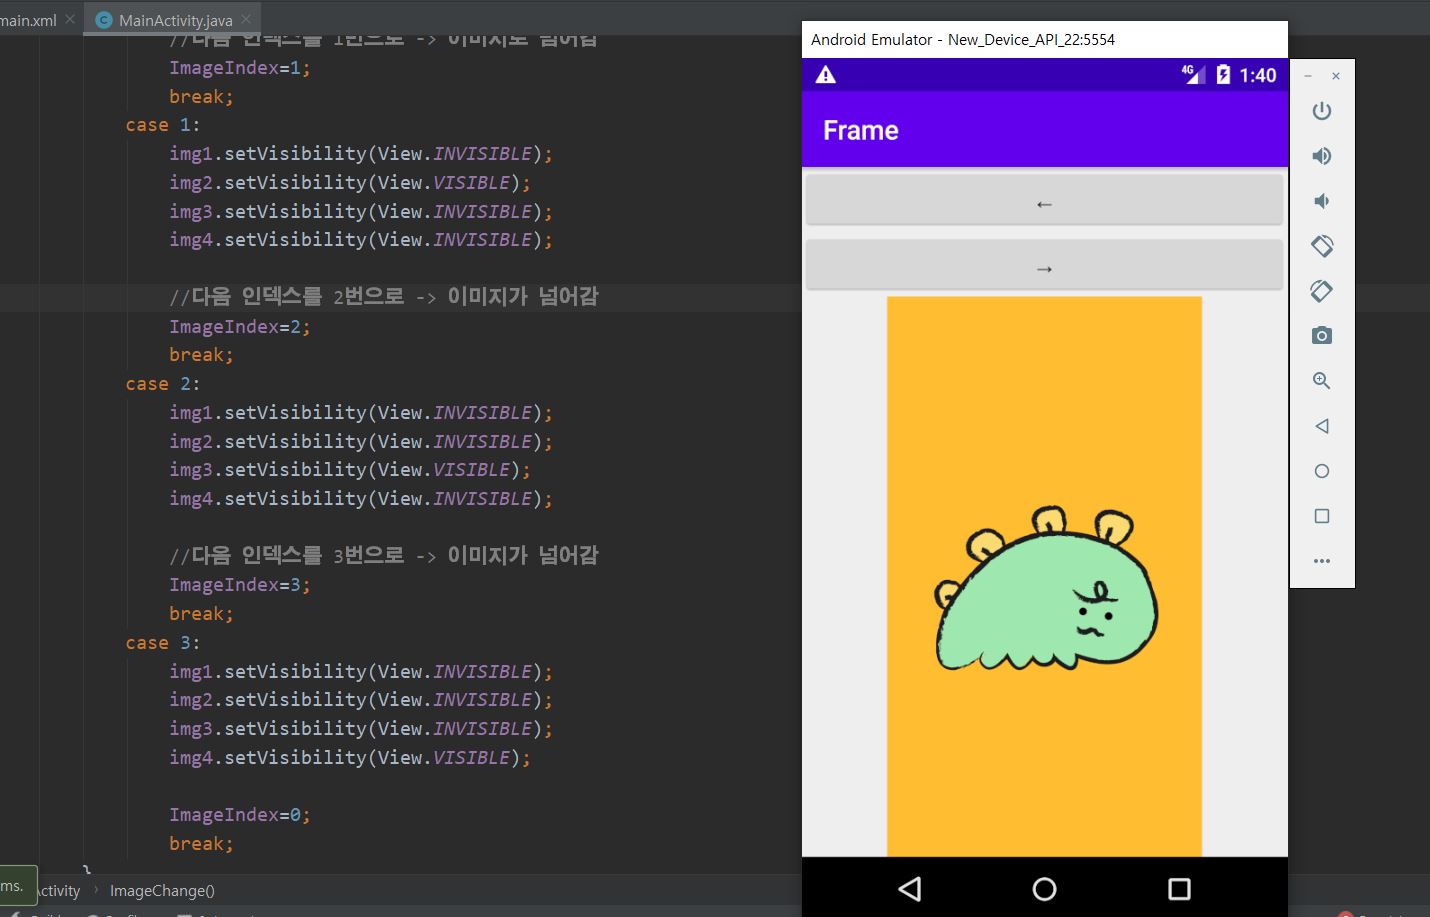 main.xml
MainActivity.java
//다음 인덱스를 1번으로 -> 이미지로 넘어감
ImageIndex=1;
break;
case 1:
img1.setVisibility(View.INVISIBLE);
img2.setVisibility(View.VISIBLE);
img3.setVisibility(View.INVISIBLE);
img4.setVisibility(View.INVISIBLE);
//다음 인덱스를 2번으로 -> 이미지가 넘어감
ImageIndex=2;
break;
case 2:
img1.setVisibility(View.INVISIBLE);
img2.setVisibility(View.INVISIBLE);
img3.setVisibility(View.VISIBLE);
img4.setVisibility(View.INVISIBLE);
//다음 인덱스를 3번으로 -> 이미지가 넘어감
ImageIndex=3;
break;
case 3:
img1.setVisibility(View.INVISIBLE);
img2.setVisibility(View.INVISIBLE);
img3.setVisibility(View.INVISIBLE);
img4.setVisibility(View.VISIBLE);
ImageIndex=0;
break;
}
ms.
ctivity › ImageChange()
Android Emulator - New_Device_API_22:5554
4G 1:40
Frame
←
→